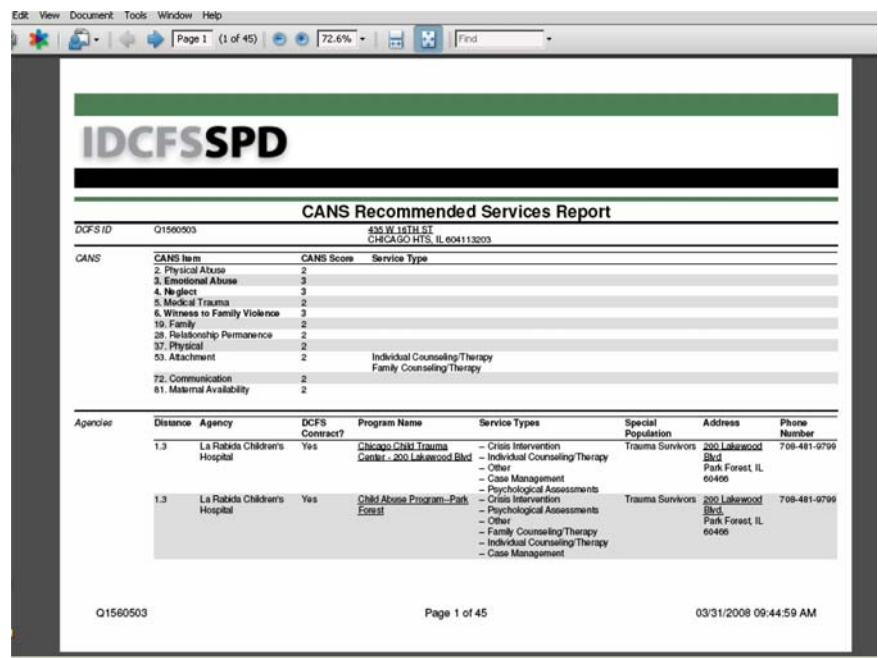 Edit View Document Tools Window Help
Page 1 (1 of 45) 72.6% Find
IDCFSSPD
CANS Recommended Services Report
DCFS ID Q1560503 435 W 16TH ST
CHICAGO HTS, IL 604113203
CANS CANS Item CANS Score Service Type
2. Physical Abuse 2
3. Emotional Abuse 3
4. Neglect 3
5. Medical Trauma 2
6. Witness to Family Violence 3
19. Family 2
28. Relationship Permanence 2
37. Physical 2
53. Attachment 2 Individual Counseling/Therapy
Family Counseling/Therapy
72. Communication 2
81. Maternal Availability 2
Agencies Distance Agency DCFS Program Name Service Types Special Address Phone
Contract? Population Number
1.3 La Rabida Children's Yes Chicago Child Trauma – Crisis Intervention Trauma Survivors 200 Lakewood 708-481-9799
Hospital Center - 200 Lakewood Blvd – Individual Counseling/Therapy Blvd
– Other Park Forest, IL
– Case Management 60466
– Psychological Assessments
1.3 La Rabida Children's Yes Child Abuse Program--Park – Crisis Intervention Trauma Survivors 200 Lakewood 708-481-9799
Hospital Forest – Psychological Assessments Blvd.
– Other Park Forest, IL
– Family Counseling/Therapy 60466
– Individual Counseling/Therapy
– Case Management
Q1560503 Page 1 of 45 03/31/2008 09:44:59 AM